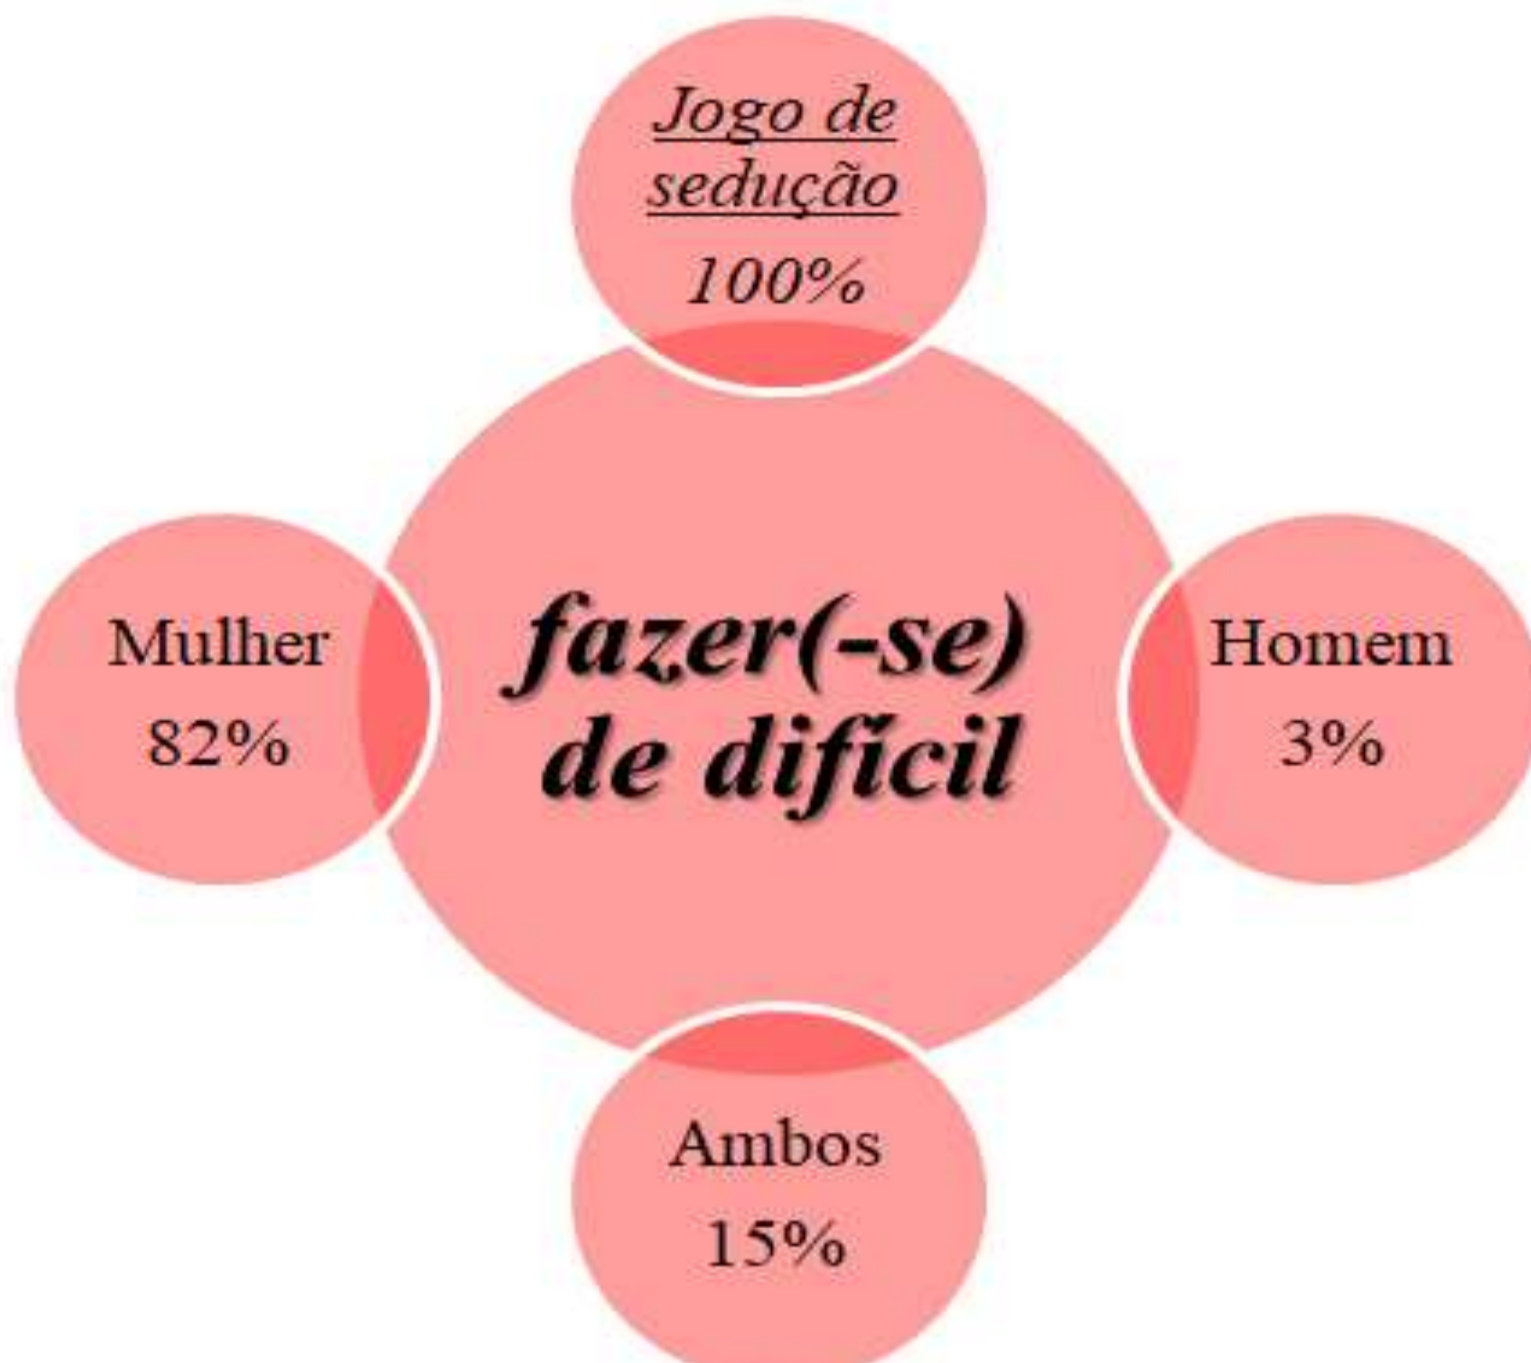 Jogo de
sedução
100%
Mulher
82%
fazer(-se)
de difícil
Homem
3%
Ambos
15%